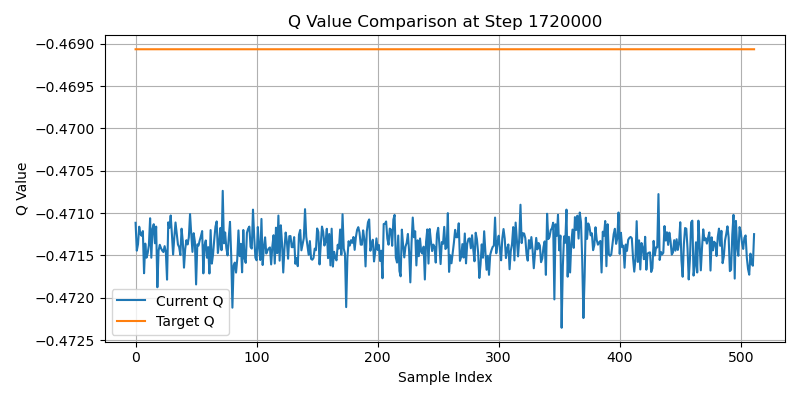 Q Value Comparison at Step 1720000
Q Value
−0.4690
−0.4695
−0.4700
−0.4705
−0.4710
−0.4715
−0.4720
−0.4725
Current Q
Target Q
0 100 200 300 400 500
Sample Index